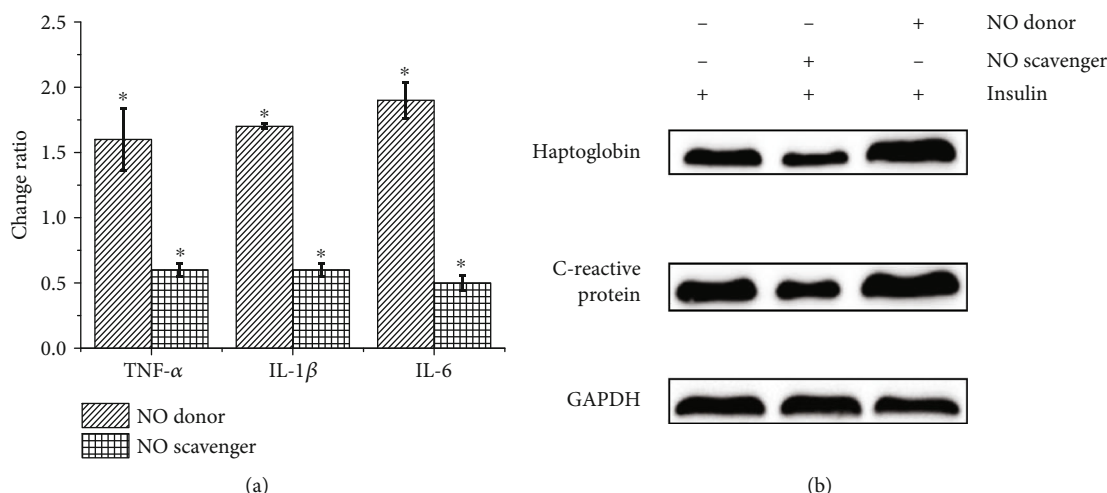 2.5
2.0
1.5
1.0
0.5
0.0
Change ratio
* * * * * *
TNF-α IL-1β IL-6
NO donor
NO scavenger
(a)
– – + NO donor
– + – NO scavenger
+ + + Insulin
Haptoglobin
C-reactive
protein
GAPDH
(b)